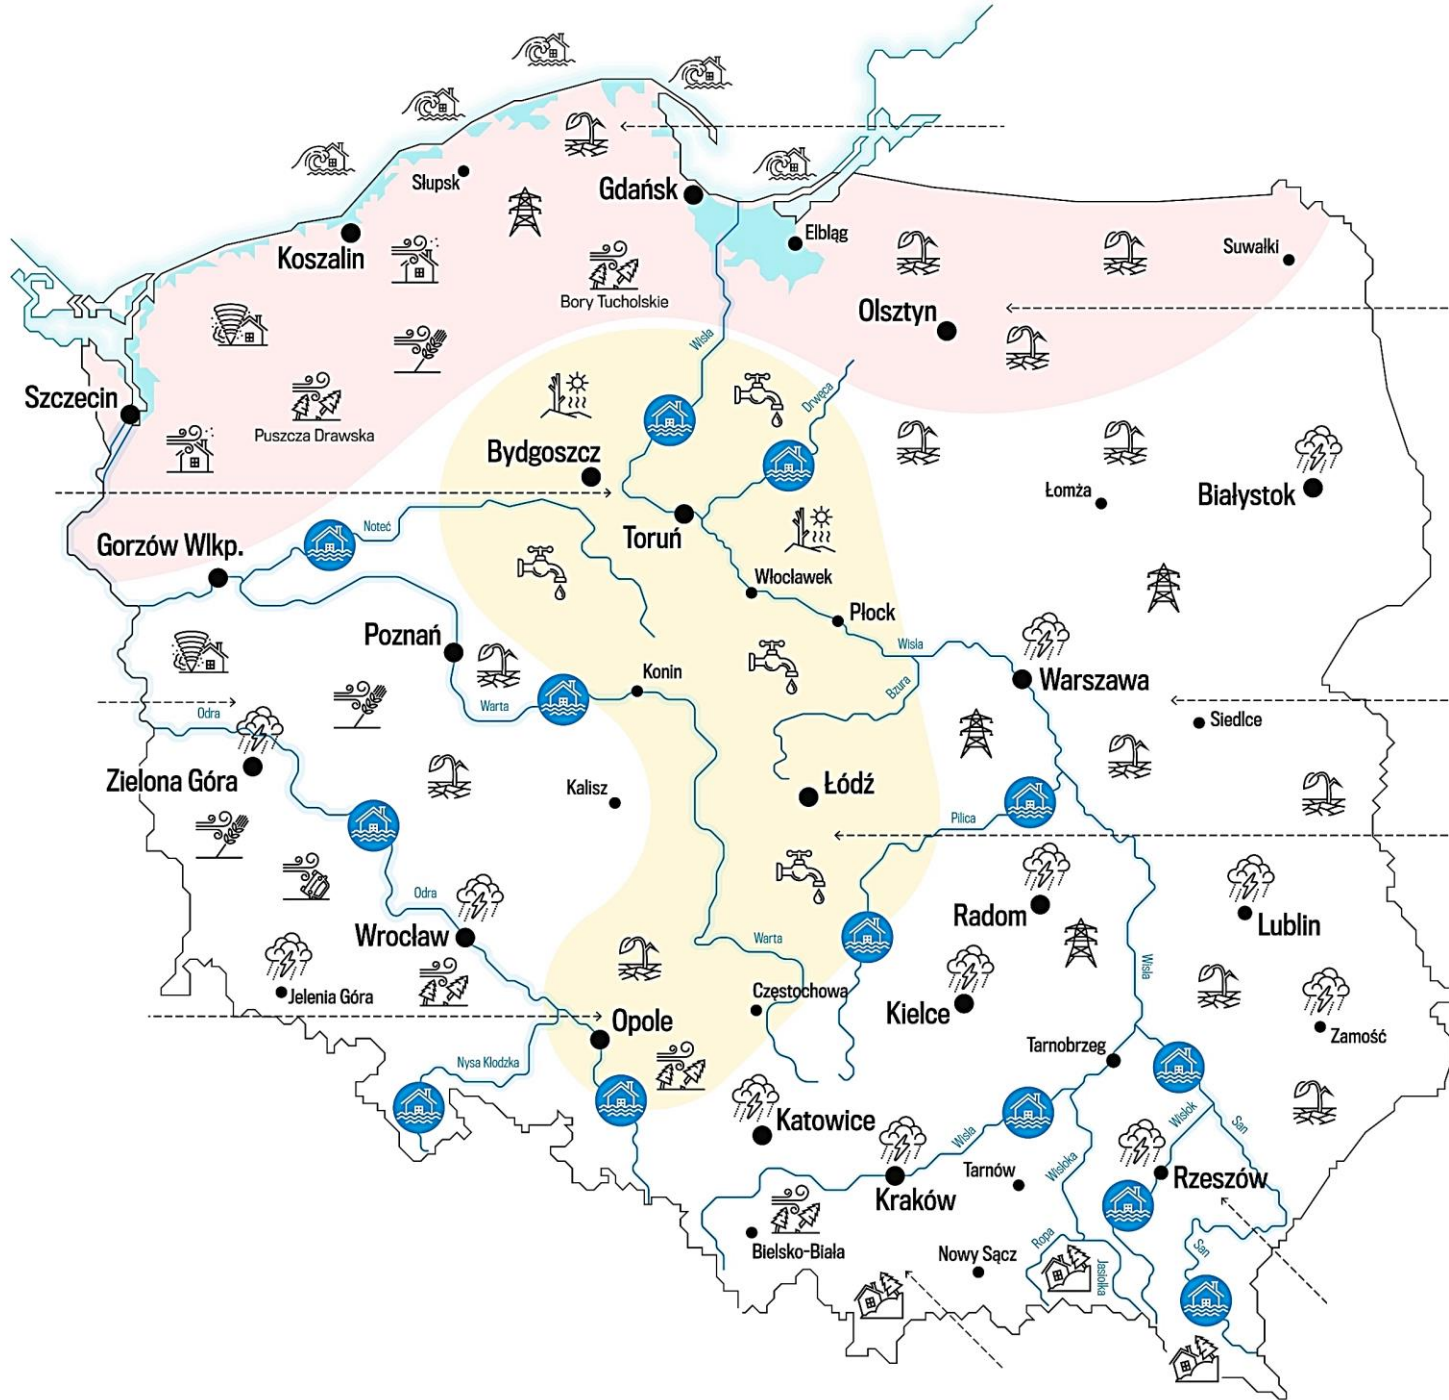 Słupsk
Gdańsk
Koszalin
Elbląg
Suwałki
Bory Tucholskie
Olsztyn
Wisła
Szczecin
Puszcza Drawska
Drwęca
Bydgoszcz
Łomża
Białystok
Noteć
Toruń
Gorzów Wlkp.
Włocławek
Płock
Poznań
Wisła
Konin
Bzura
Warszawa
Warta
Odra
Siedlce
Zielona Góra
Kalisz
Łódź
Pilica
Odra
Radom
Lublin
Wrocław
Warta
Wisła
Jelenia Góra
Częstochowa
Kielce
Opole
Zamość
Tarnobrzeg
Nysa Kłodzka
Katowice
Wisła
Wisłok
San
Wisłoka
Tarnów
Rzeszów
Kraków
Bielsko-Biała
Nowy Sącz
Ropa
San
Jasiołka